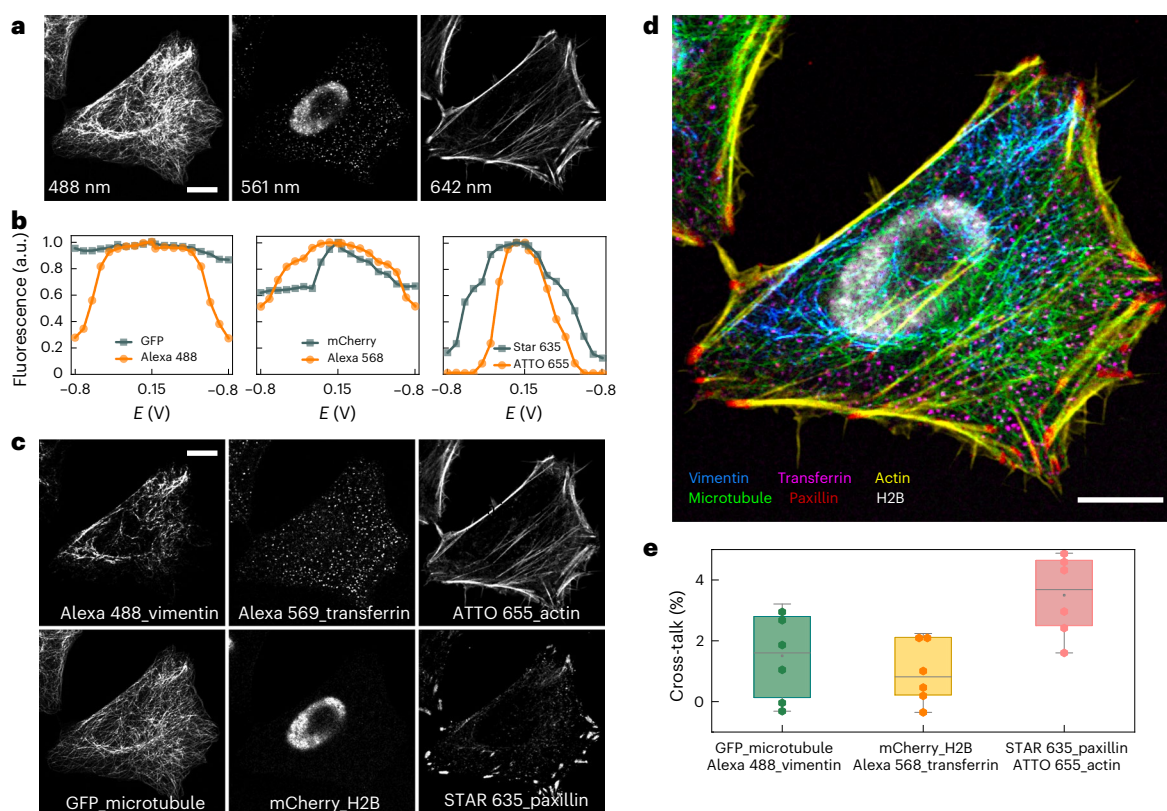 a
488 nm
561 nm
642 nm
b
Fluorescence (a.u.)
1.0
0.8
0.6
0.4
0.2
0
GFP
Alexa 488
mCherry
Alexa 568
Star 635
ATTO 655
−0.8 0.15 −0.8
−0.8 0.15 −0.8
−0.8 0.15 −0.8
E (V)
E (V)
E (V)
c
Alexa 488_vimentin
Alexa 569_transferrin
ATTO 655_actin
GFP_microtubule
mCherry_H2B
STAR 635_paxillin
d
Vimentin Transferrin Actin
Microtubule Paxillin H2B
e
Cross-talk (%)
4
2
0
GFP_microtubule
Alexa 488_vimentin
mCherry_H2B
Alexa 568_transferrin
STAR 635_paxillin
ATTO 655_actin